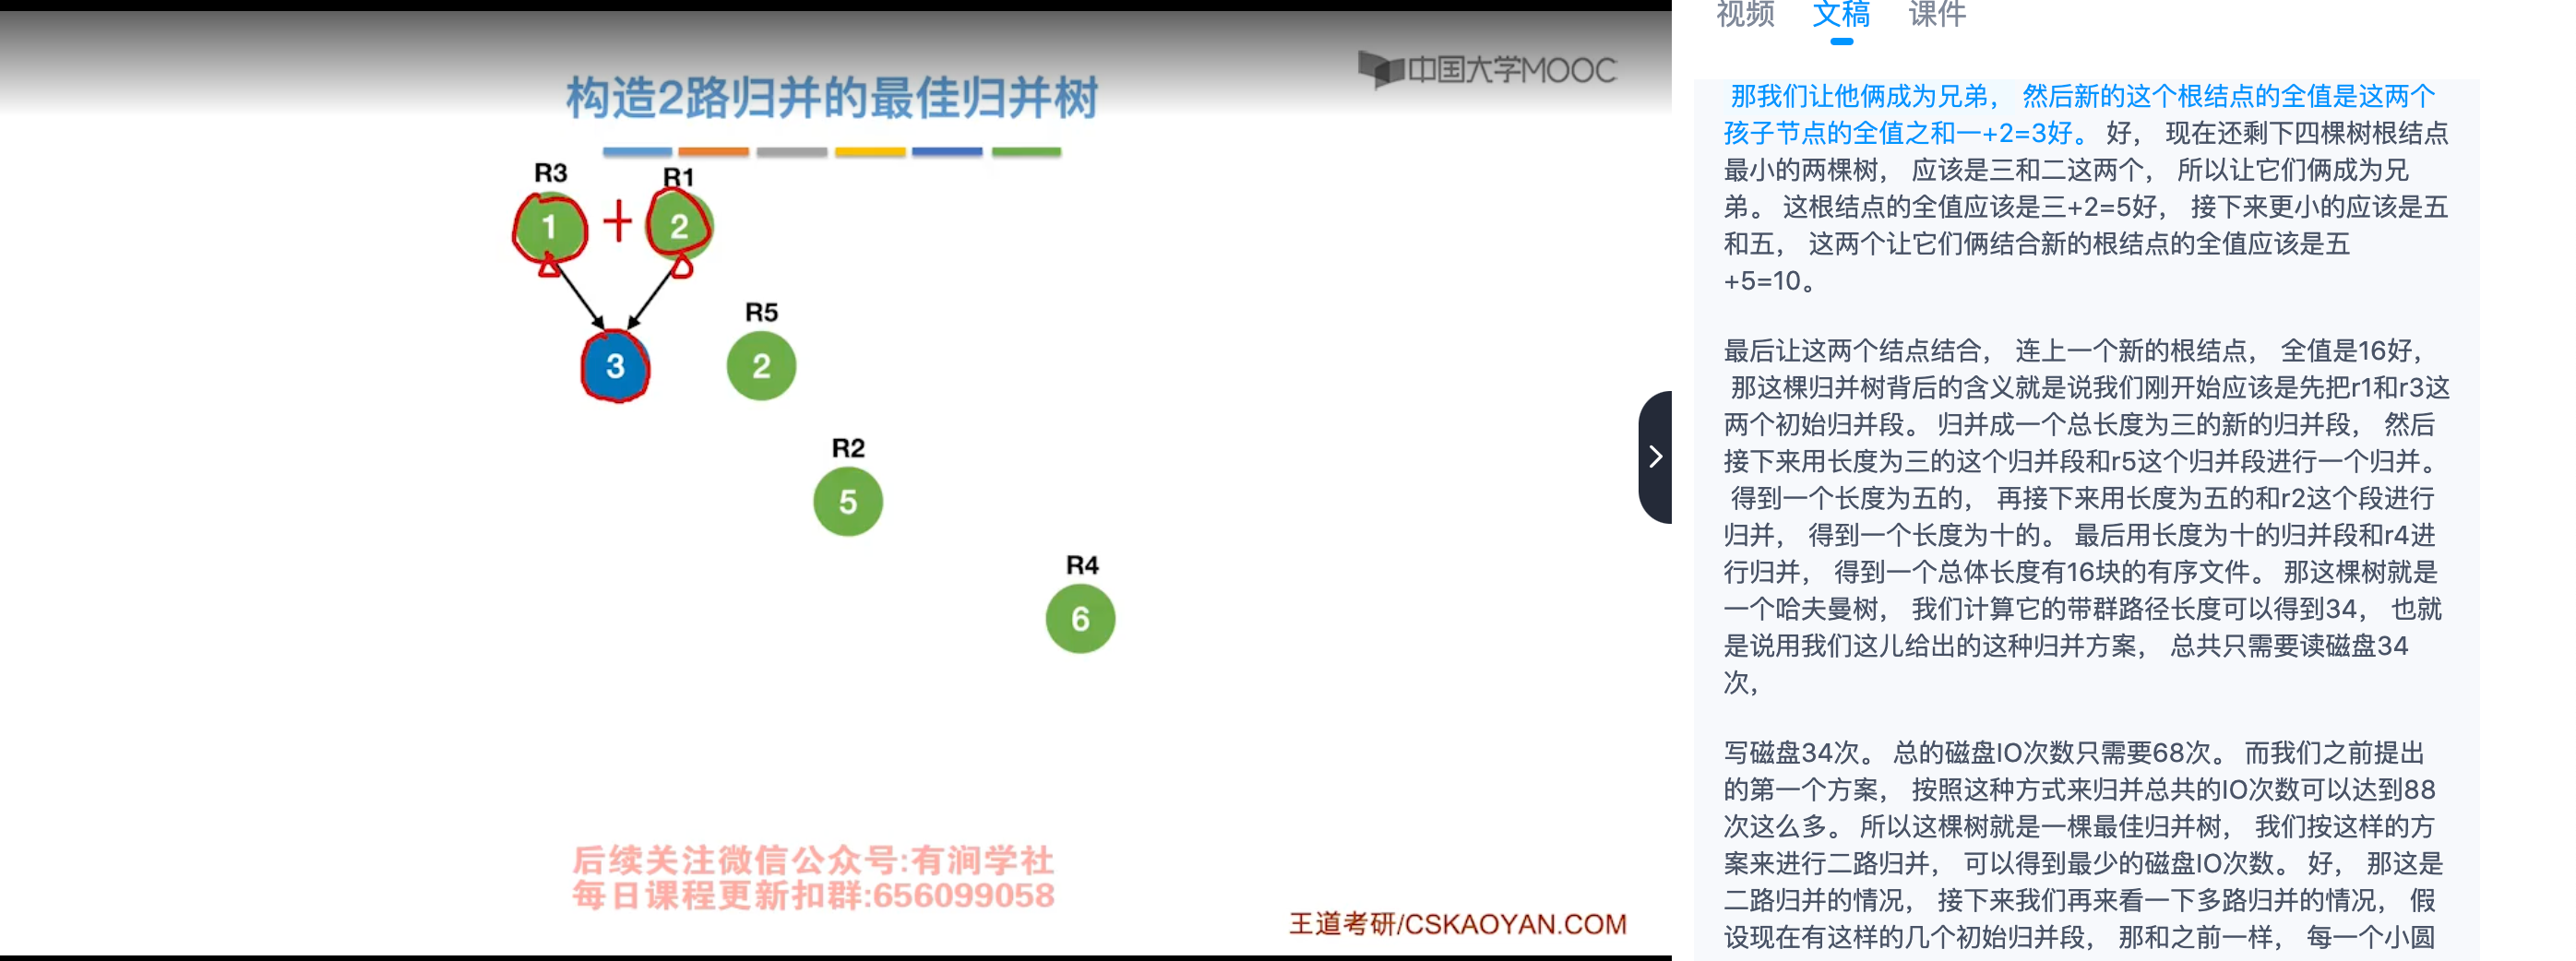 中国大学MOOC
构造2路归并的最佳归并树
R3
R1
1
+
2
3
R5
2
R2
5
R4
6
后续关注微信公众号:有涧学社
每日课程更新扣群:656099058
王道考研/CSKAOYAN.COM
视频 文稿 课件
那我们让他俩成为兄弟， 然后新的这个根结点的全值是这两个
孩子节点的全值之和一+2=3好。 好， 现在还剩下四棵树根结点
最小的两棵树， 应该是三和二这两个， 所以让它们俩成为兄
弟。 这根结点的全值应该是三+2=5好， 接下来更小的应该是五
和五， 这两个让它们俩结合新的根结点的全值应该是五
+5=10。
最后让这两个结点结合， 连上一个新的根结点， 全值是16好，
那这棵归并树背后的含义就是说我们刚开始应该是先把r1和r3这
两个初始归并段。 归并成一个总长度为三的新的归并段， 然后
接下来用长度为三的这个归并段和r5这个归并段进行一个归并。
得到一个长度为五的， 再接下来用长度为五的和r2这个段进行
归并， 得到一个长度为十的。 最后用长度为十的归并段和r4进
行归并， 得到一个总体长度有16块的有序文件。 那这棵树就是
一个哈夫曼树， 我们计算它的带群路径长度可以得到34， 也就
是说用我们这儿给出的这种归并方案， 总共只需要读磁盘34
次，
写磁盘34次。 总的磁盘IO次数只需要68次。 而我们之前提出
的第一个方案， 按照这种方式来归并总共的IO次数可以达到88
次这么多。 所以这棵树就是一棵最佳归并树， 我们按这样的方
案来进行二路归并， 可以得到最少的磁盘IO次数。 好， 那这是
二路归并的情况， 接下来我们再来看一下多路归并的情况， 假
设现在有这样的几个初始归并段， 那和之前一样， 每一个小圆